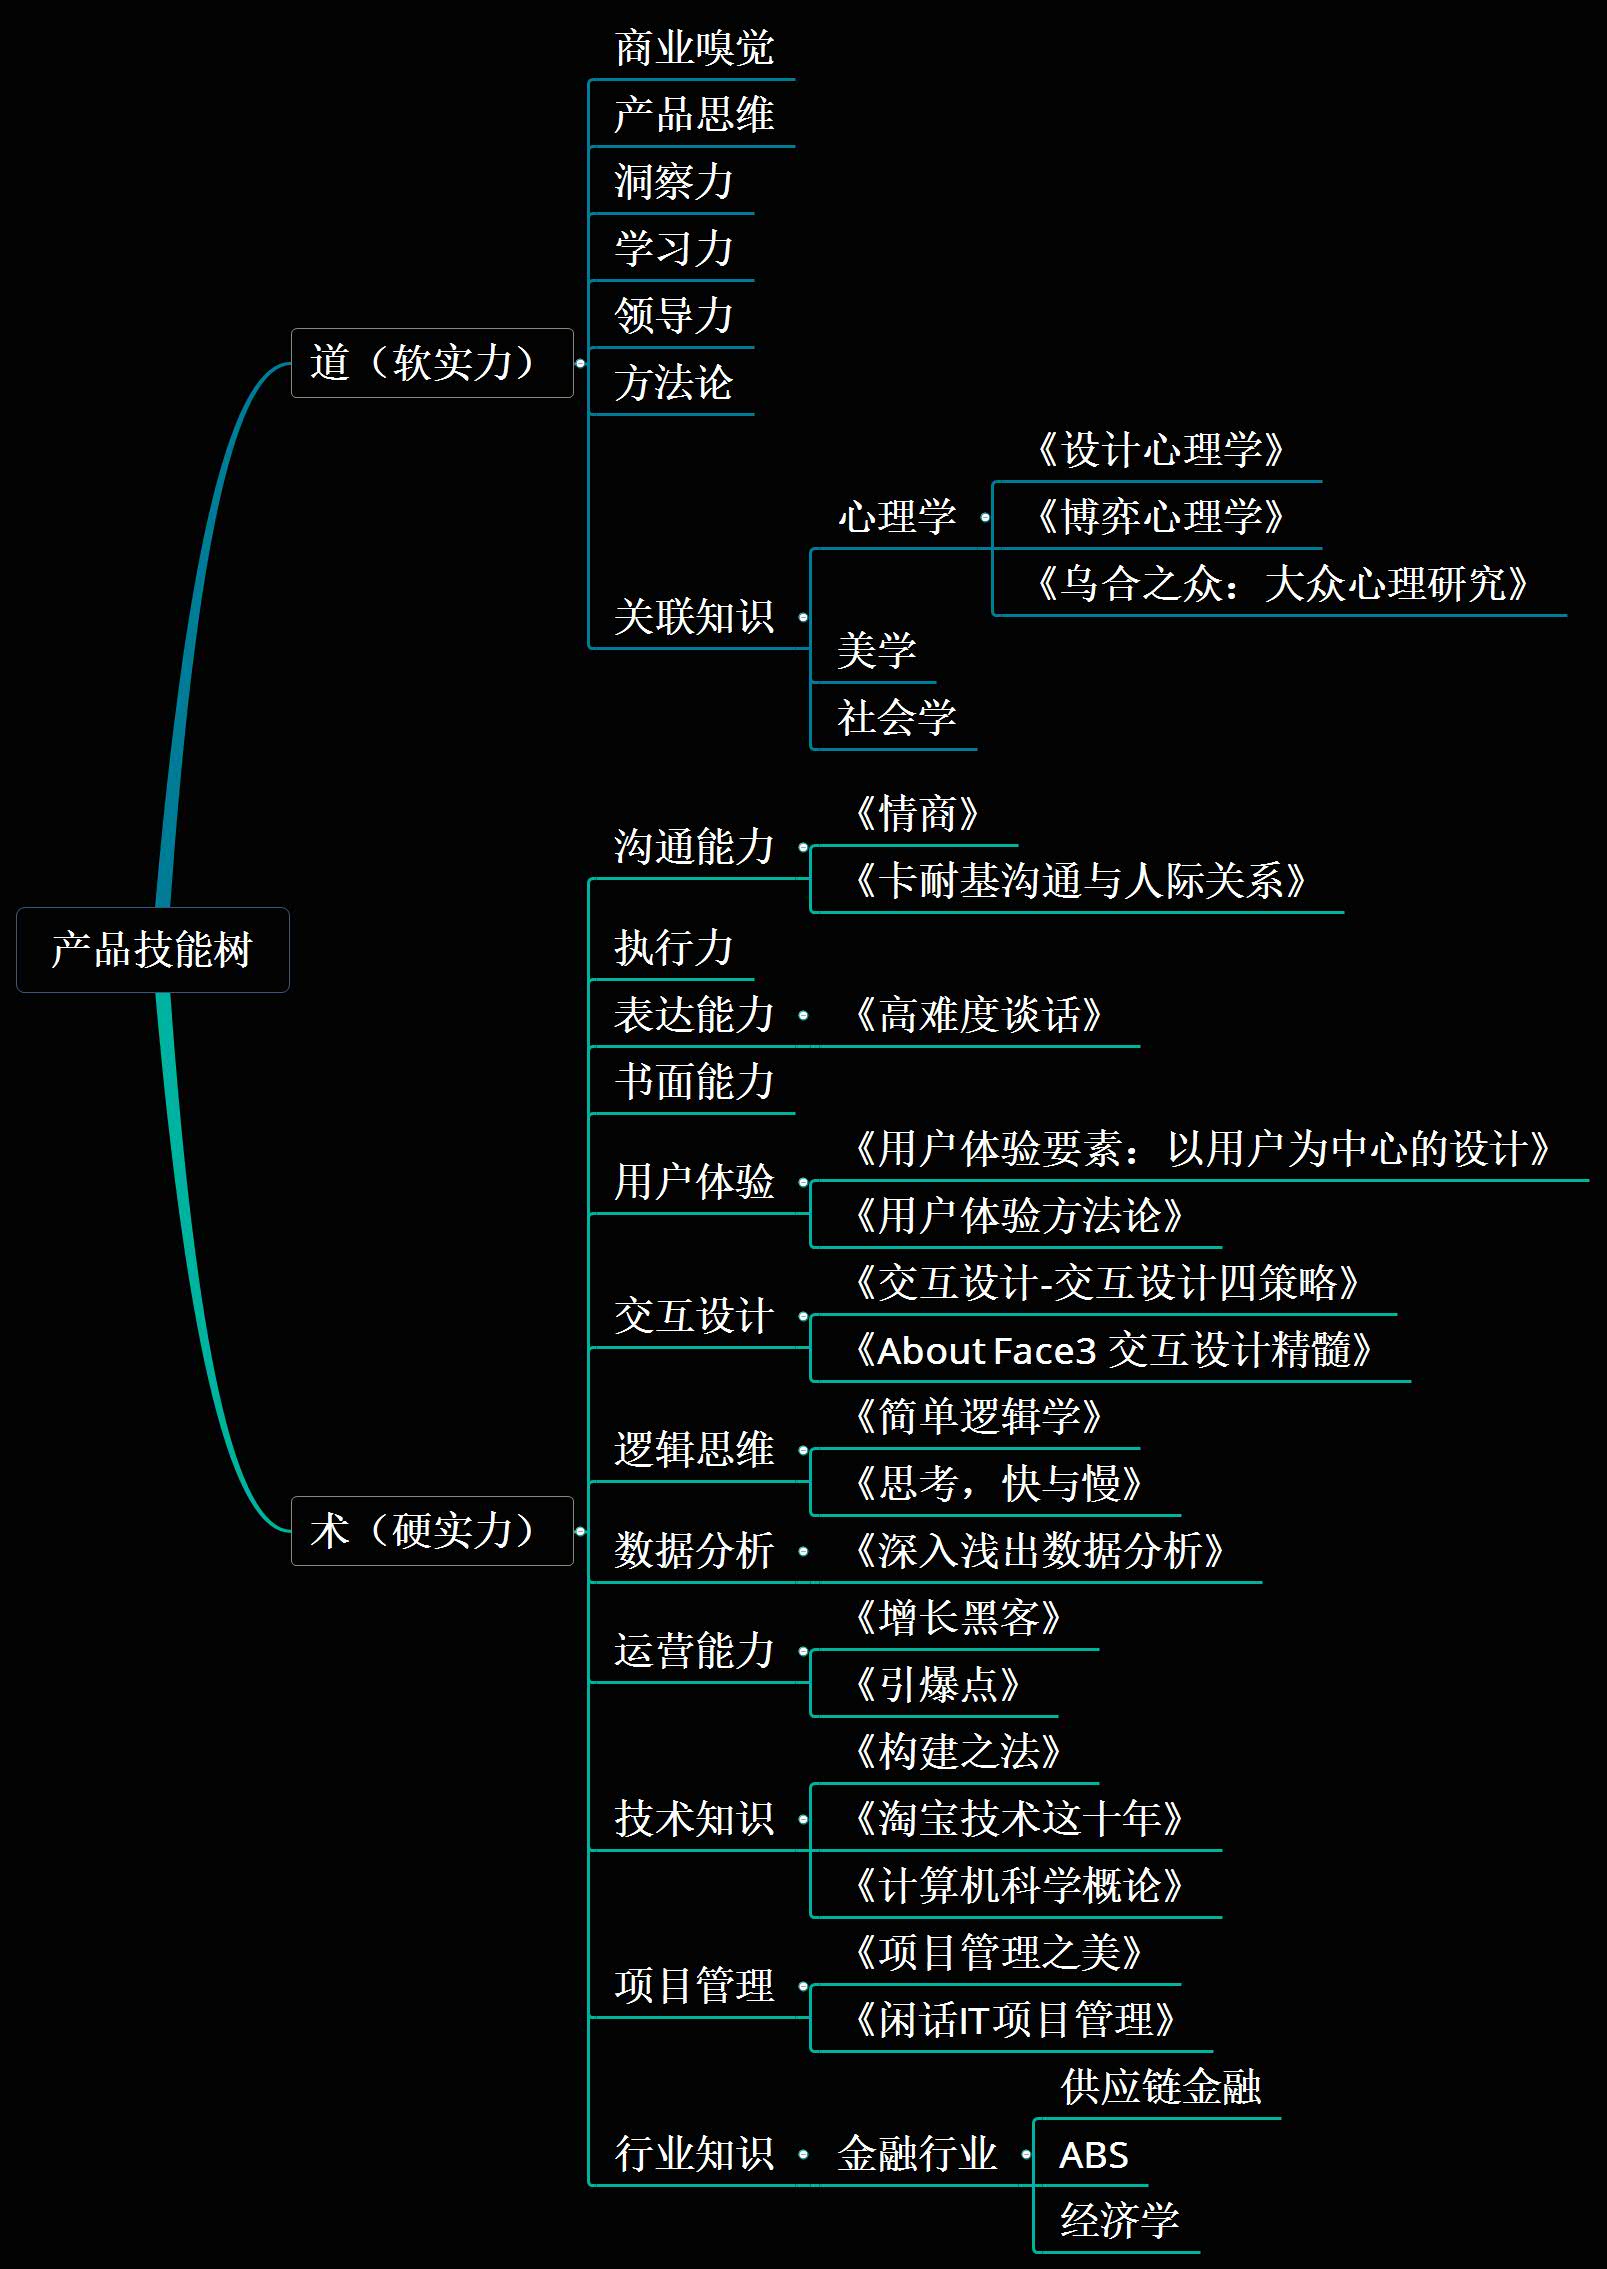 产品技能树
道（软实力）
商业嗅觉
产品思维
洞察力
学习力
领导力
方法论
关联知识
心理学
《设计心理学》
《博弈心理学》
《乌合之众：大众心理研究》
美学
社会学
术（硬实力）
沟通能力
《情商》
《卡耐基沟通与人际关系》
执行力
表达能力
《高难度谈话》
书面能力
用户体验
《用户体验要素：以用户为中心的设计》
《用户体验方法论》
交互设计
《交互设计-交互设计四策略》
《About Face3 交互设计精髓》
逻辑思维
《简单逻辑学》
《思考，快与慢》
数据分析
《深入浅出数据分析》
运营能力
《增长黑客》
《引爆点》
技术知识
《构建之法》
《淘宝技术这十年》
《计算机科学概论》
项目管理
《项目管理之美》
《闲话IT项目管理》
行业知识
金融行业
供应链金融
ABS
经济学